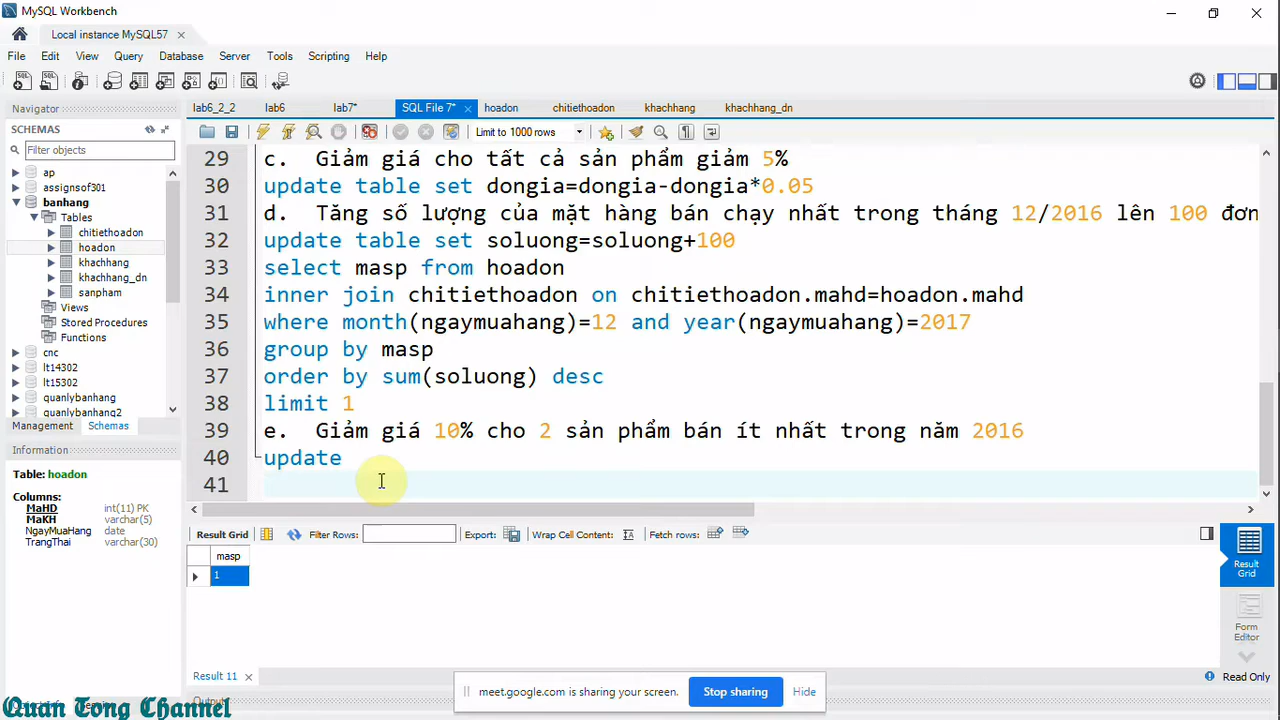 MySQL Workbench
Local instance MySQL57
File Edit View Query Database Server Tools Scripting Help
Navigator
lab6_2_2 lab6 lab7* SQL File 7* hoadon chitiethoadon khachhang khachhang_dn
SCHEMAS
Limit to 1000 rows
Filter objects
ap
assignsof301
banhang
Tables
chitiethoadon
hoadon
khachhang
khachhang_dn
sanpham
Views
Stored Procedures
Functions
cnc
lt14302
lt15302
quanlybanhang
quanlybanhang2
Management Schemas
Information
Table: hoadon
Columns:
MaHD int(11) PK
MaKH varchar(5)
NgayMuaHang date
TrangThai varchar(30)
29 c. Giảm giá cho tất cả sản phẩm giảm 5%
30 update table set dongia=dongia-dongia*0.05
31 d. Tăng số lượng của mặt hàng bán chạy nhất trong tháng 12/2016 lên 100 đơn
32 update table set soluong=soluong+100
33 select masp from hoadon
34 inner join chitiethoadon on chitiethoadon.mahd=hoadon.mahd
35 where month(ngaymuahang)=12 and year(ngaymuahang)=2017
36 group by masp
37 order by sum(soluong) desc
38 limit 1
39 e. Giảm giá 10% cho 2 sản phẩm bán ít nhất trong năm 2016
40 update
41
Result Grid Filter Rows: Export: Wrap Cell Content: Fetch rows:
masp
1
Result Grid
Form Editor
Result 11
Read Only
meet.google.com is sharing your screen. Stop sharing Hide
Quan Tong Channel